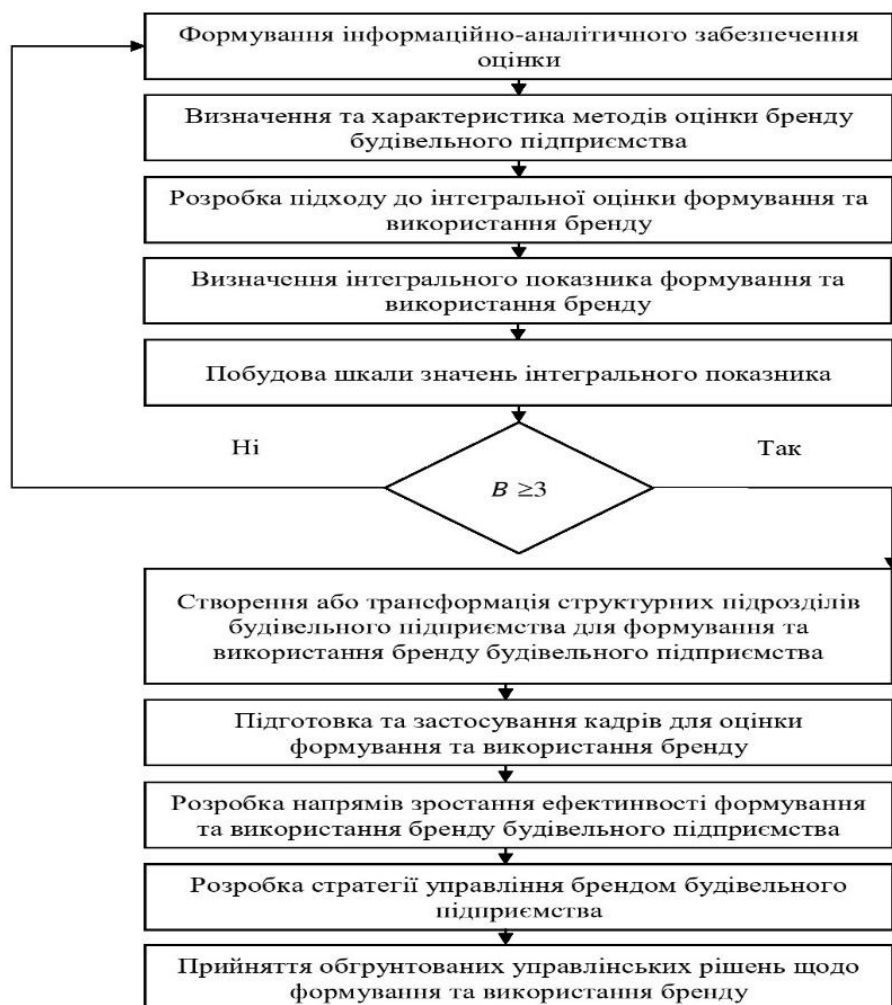 Формування інформаційно-аналітичного забезпечення
оцінки
Визначення та характеристика методів оцінки бренду
будівельного підприємства
Розробка підходу до інтегральної оцінки формування та
використання бренду
Визначення інтегрального показника формування та
використання бренду
Побудова шкали значень інтегрального показника
Ні
Так
B ≥3
Створення або трансформація структурних підрозділів
будівельного підприємства для формування та
використання бренду будівельного підприємства
Підготовка та застосування кадрів для оцінки
формування та використання бренду
Розробка напрямів зростання ефектинвості формування
та використання бренду будівельного підприємства
Розробка стратегії управління брендом будівельного
підприємства
Прийняття обгрунтованих управлінських рішень щодо
формування та використання бренду